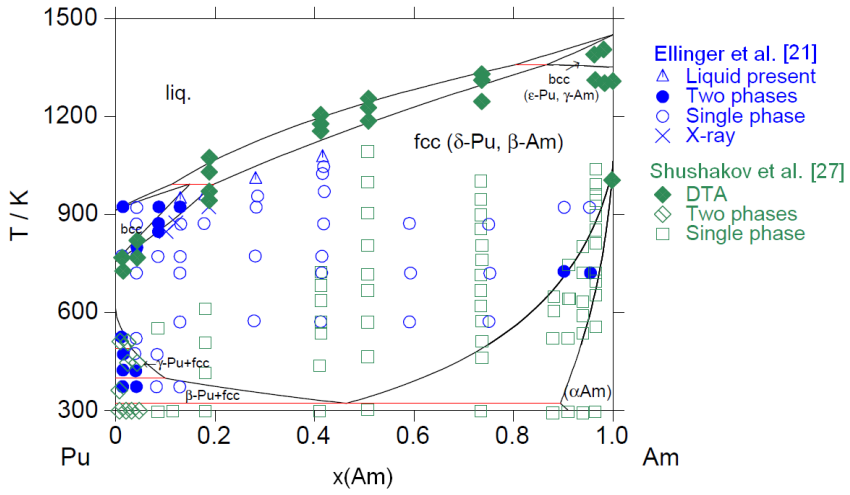 1500
1200
900
600
300
T / K
0
0.2
0.4
0.6
0.8
1.0
Pu
x(Am)
Am
liq.
bcc
(ε-Pu, γ-Am)
fcc (δ-Pu, β-Am)
bcc
γ-Pu+fcc
β-Pu+fcc
(αAm)
Ellinger et al. [21]
Liquid present
Two phases
Single phase
X-ray
Shushakov et al. [27]
DTA
Two phases
Single phase